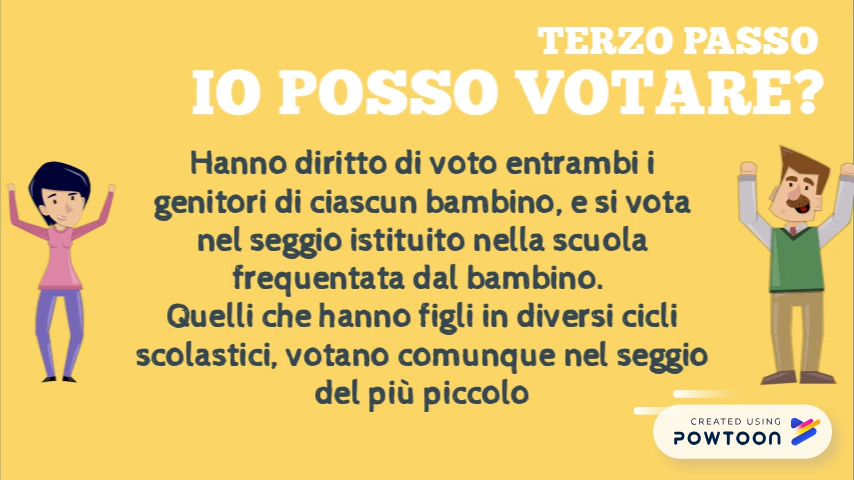 TERZO PASSO
IO POSSO VOTARE?
Hanno diritto di voto entrambi i
genitori di ciascun bambino, e si vota
nel seggio istituito nella scuola
frequentata dal bambino.
Quelli che hanno figli in diversi cicli
scolastici, votano comunque nel seggio
del più piccolo
CREATED USING
POWTOON